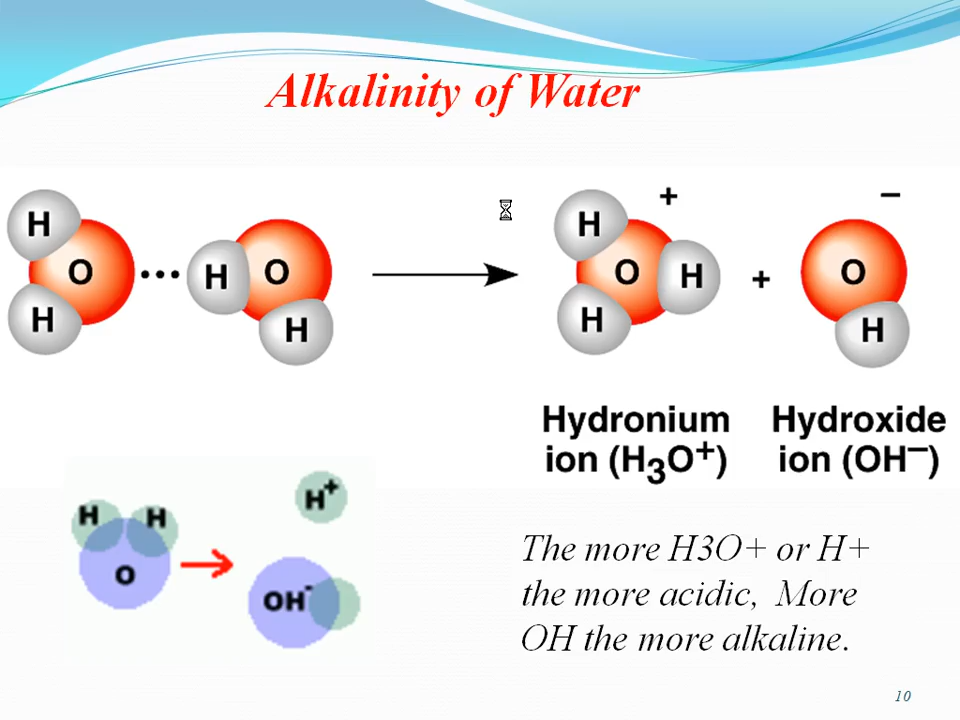 Alkalinity of Water
H O H ... H O H → H O H H + + O H –
Hydronium ion (H₃O⁺)
Hydroxide ion (OH⁻)
H H O → H⁺ OH⁻
The more H3O+ or H+
the more acidic, More
OH the more alkaline.
10